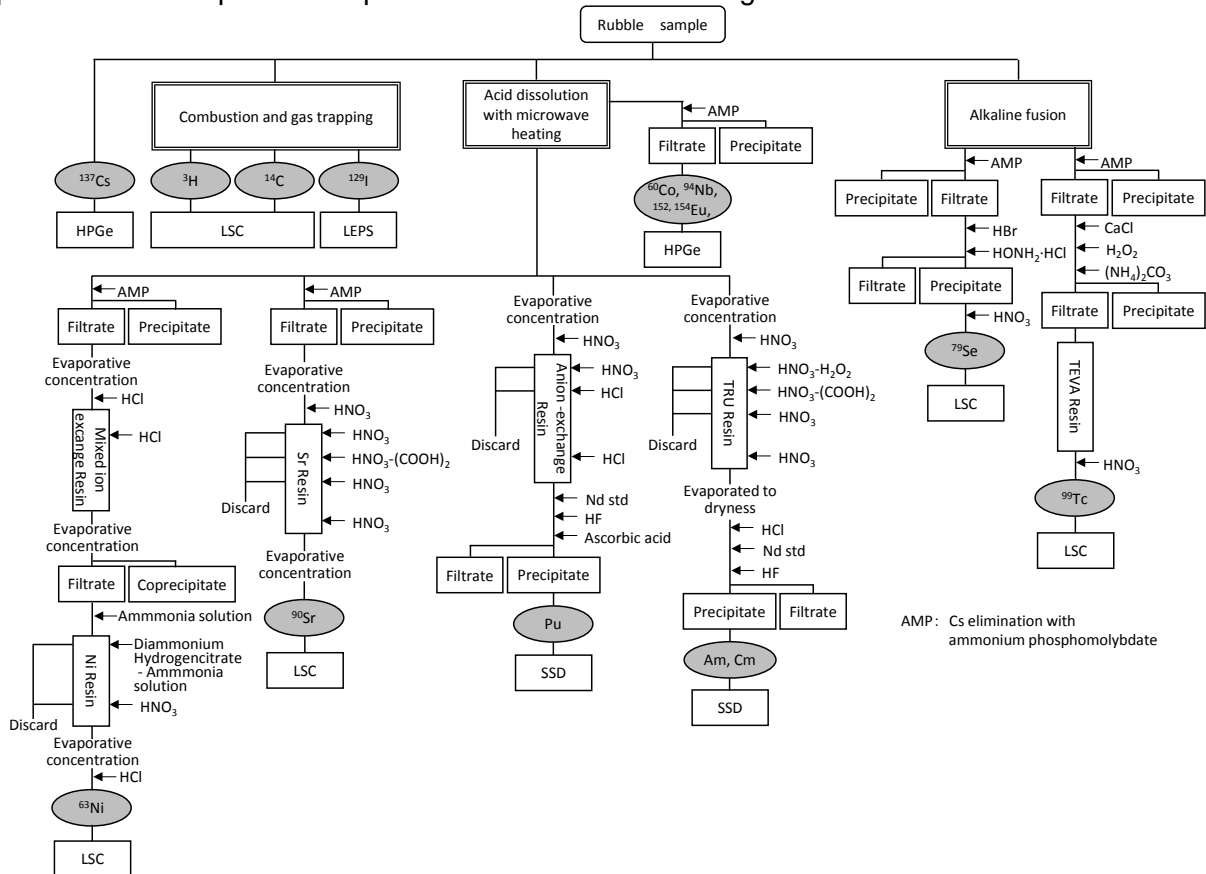 Rubble sample
Combustion and gas trapping
Acid dissolution
with microwave
heating
Alkaline fusion
AMP
Filtrate
Precipitate
¹³⁷Cs
³H
¹⁴C
¹²⁹I
HPGe
LSC
LEPS
⁶⁰Co, ⁹⁴Nb,
¹⁵²,¹⁵⁴Eu,
HPGe
AMP
Precipitate
Filtrate
HBr
HONH₂·HCl
Filtrate
Precipitate
HNO₃
⁷⁹Se
LSC
AMP
Filtrate
Precipitate
CaCl
H₂O₂
(NH₄)₂CO₃
Filtrate
Precipitate
TEVA Resin
HNO₃
⁹⁹Tc
LSC
AMP
Filtrate
Precipitate
Evaporative
concentration
HCl
Mixed ion
excange Resin
HCl
Evaporative
concentration
Filtrate
Coprecipitate
Ammmonia solution
Ni Resin
Diammonium
Hydrogencitrate
- Ammmonia
solution
HNO₃
Discard
Evaporative
concentration
HCl
⁶³Ni
LSC
AMP
Filtrate
Precipitate
Evaporative
concentration
HNO₃
Sr Resin
HNO₃
HNO₃-(COOH)₂
HNO₃
Discard
HNO₃
Evaporative
concentration
⁹⁰Sr
LSC
Evaporative
concentration
HNO₃
Anion -exchange
Resin
HNO₃
HCl
Discard
HCl
Nd std
HF
Ascorbic acid
Filtrate
Precipitate
Pu
SSD
Evaporative
concentration
HNO₃
TRU Resin
HNO₃-H₂O₂
HNO₃-(COOH)₂
HNO₃
Discard
HNO₃
Evaporated to
dryness
HCl
Nd std
HF
Precipitate
Filtrate
Am, Cm
SSD
AMP: Cs elimination with
ammonium phosphomolybdate